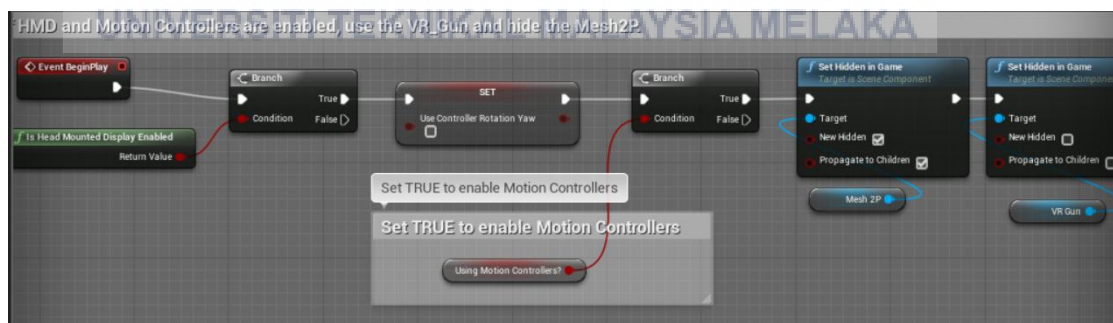 UNIVERSITI TEKNIKAL MALAYSIA MELAKA
HMD and Motion Controllers are enabled, use the VR_Gun and hide the Mesh2P.
Event BeginPlay
Is Head Mounted Display Enabled
Return Value
Branch
True
Condition
False
SET
Use Controller Rotation Yaw
Branch
True
Condition
False
Set TRUE to enable Motion Controllers
Set TRUE to enable Motion Controllers
Using Motion Controllers?
Set Hidden in Game
Target is Scene Component
Target
New Hidden
Propagate to Children
Mesh 2P
Set Hidden in Game
Target is Scene
Target
New Hidden
Propagate to Children
VR Gun